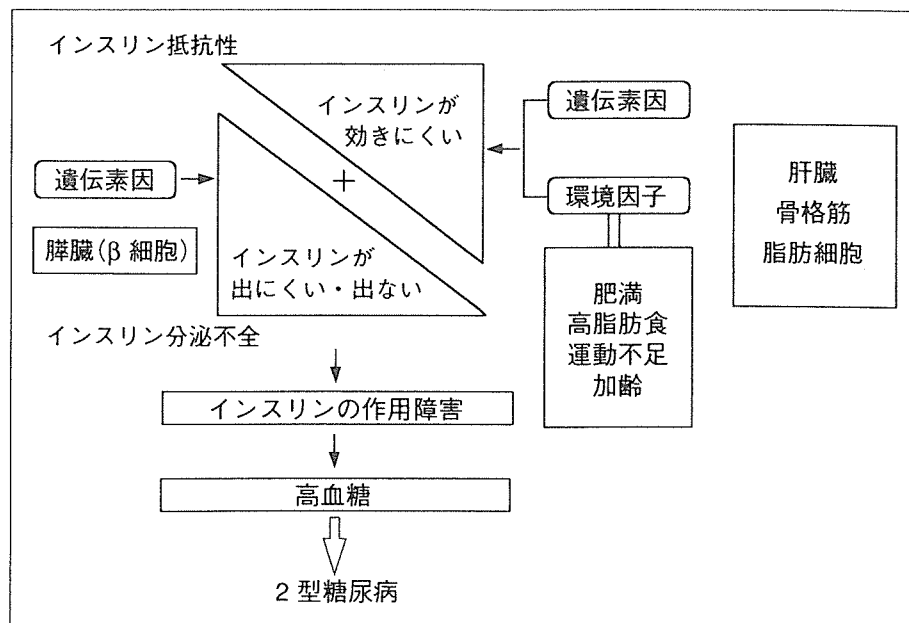 インスリン抵抗性
インスリンが
効きにくい
遺伝素因
+
遺伝素因
環境因子
肝臓
骨格筋
脂肪細胞
膵臓(β 細胞)
インスリンが
出にくい・出ない
肥満
高脂肪食
運動不足
加齢
インスリン分泌不全
インスリンの作用障害
高血糖
2 型糖尿病